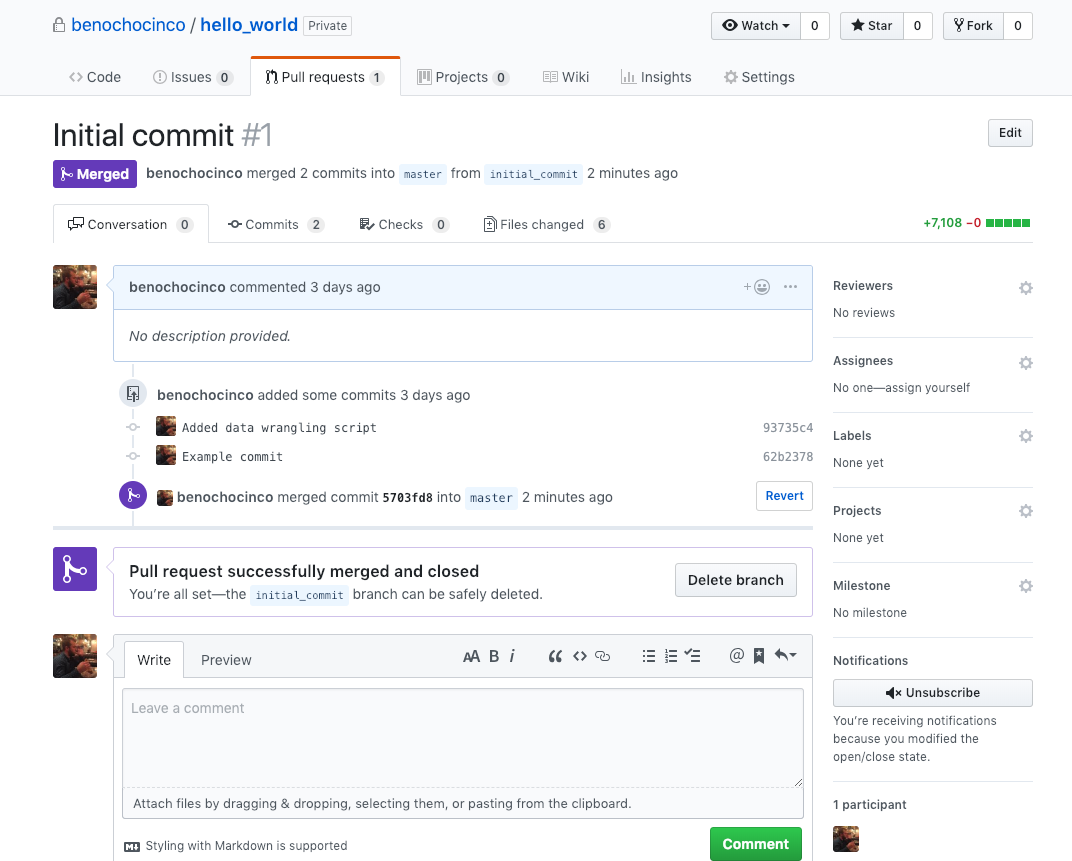 benochocinco / hello_world Private Watch 0 Star 0 Fork 0
Code Issues 0 Pull requests 1 Projects 0 Wiki Insights Settings
Initial commit #1 Edit
Merged benochocinco merged 2 commits into master from initial_commit 2 minutes ago
Conversation 0 Commits 2 Checks 0 Files changed 6 +7,108 −0
benochocinco commented 3 days ago
No description provided.
benochocinco added some commits 3 days ago
Added data wrangling script 93735c4
Example commit 62b2378
benochocinco merged commit 5703fd8 into master 2 minutes ago Revert
Pull request successfully merged and closed
You're all set—the initial_commit branch can be safely deleted.
Delete branch
Write Preview AA B i
Leave a comment
Attach files by dragging & dropping, selecting them, or pasting from the clipboard.
Styling with Markdown is supported
Comment
Reviewers
No reviews
Assignees
No one—assign yourself
Labels
None yet
Projects
None yet
Milestone
No milestone
Notifications
Unsubscribe
You're receiving notifications
because you modified the
open/close state.
1 participant